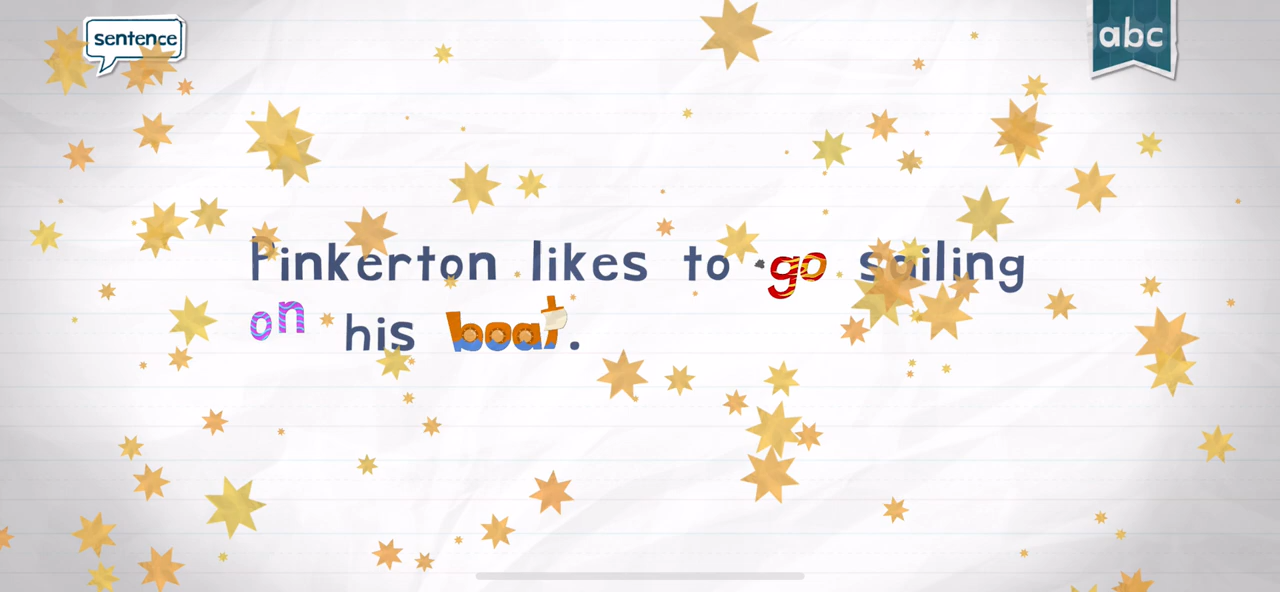 sentence
abc
Pinkerton likes to go sailing
on his boat.